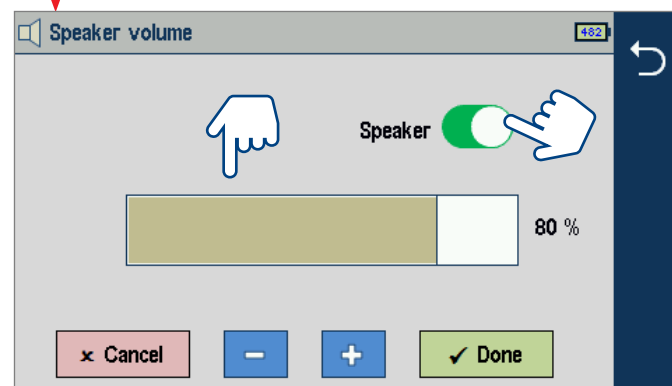 Speaker volume
482
Speaker
80 %
× Cancel
−
+
✓ Done